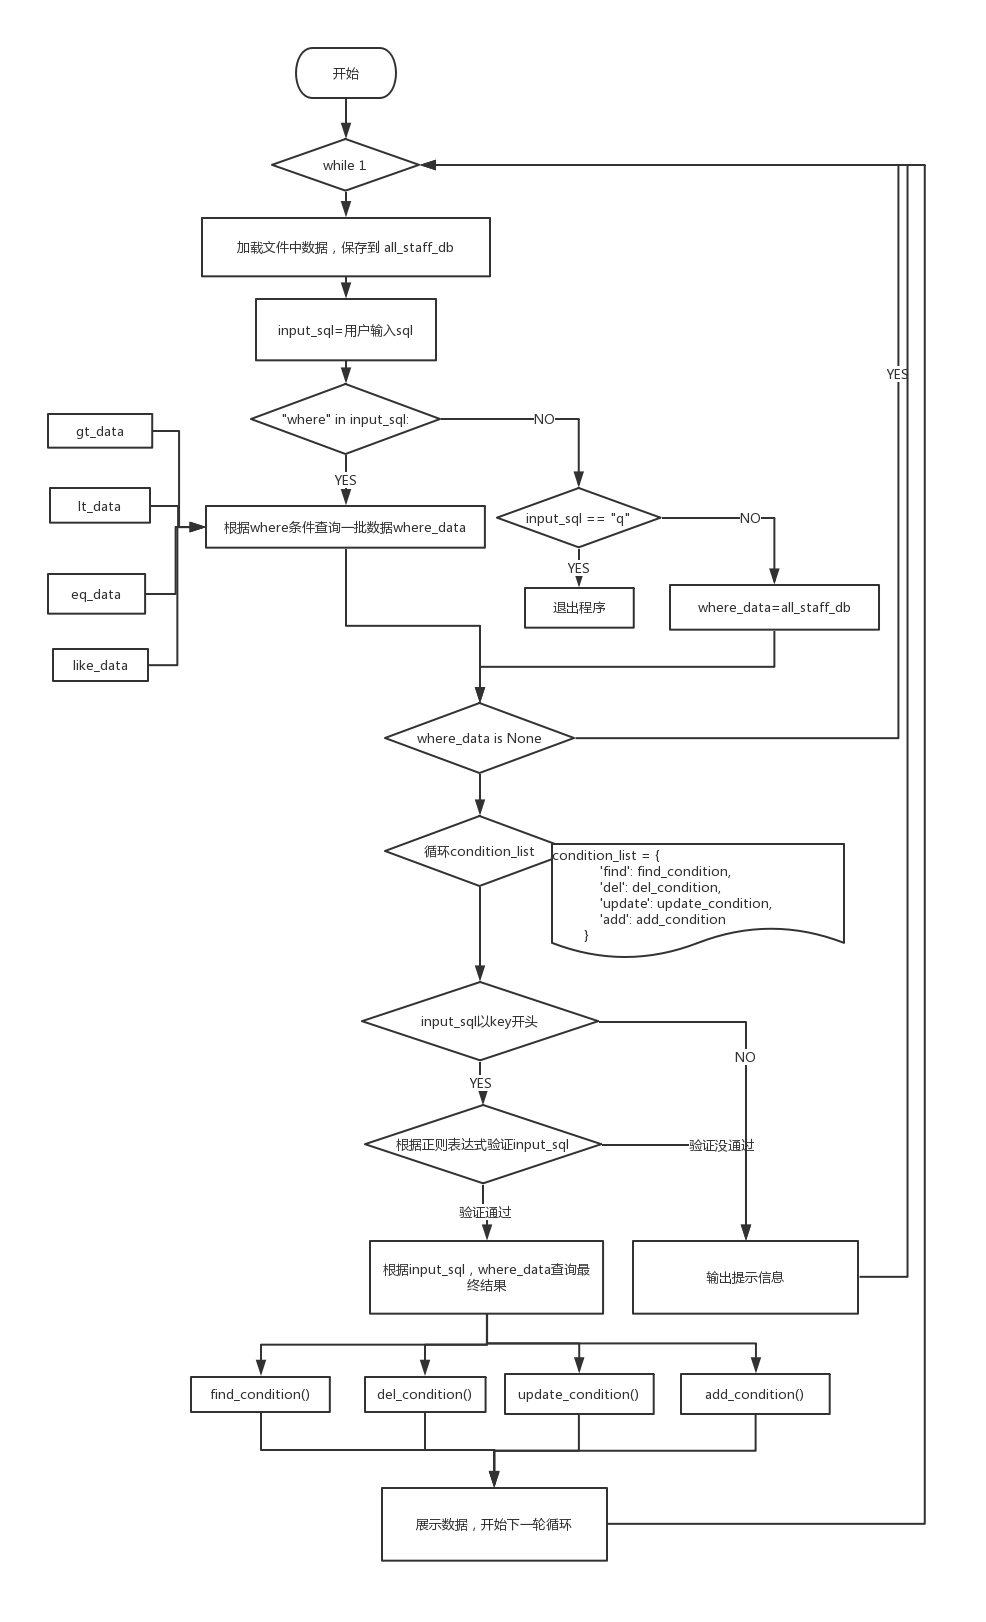 开始
while 1
加载文件中数据，保存到 all_staff_db
input_sql=用户输入sql
"where" in input_sql:
NO
YES
YES
gt_data
lt_data
eq_data
like_data
根据where条件查询一批数据where_data
input_sql == "q"
NO
YES
退出程序
where_data=all_staff_db
where_data is None
循环condition_list
condition_list = {
'find': find_condition,
'del': del_condition,
'update': update_condition,
'add': add_condition
}
input_sql以key开头
NO
YES
根据正则表达式验证input_sql
验证没通过
验证通过
根据input_sql，where_data查询最
终结果
输出提示信息
find_condition()
del_condition()
update_condition()
add_condition()
展示数据，开始下一轮循环